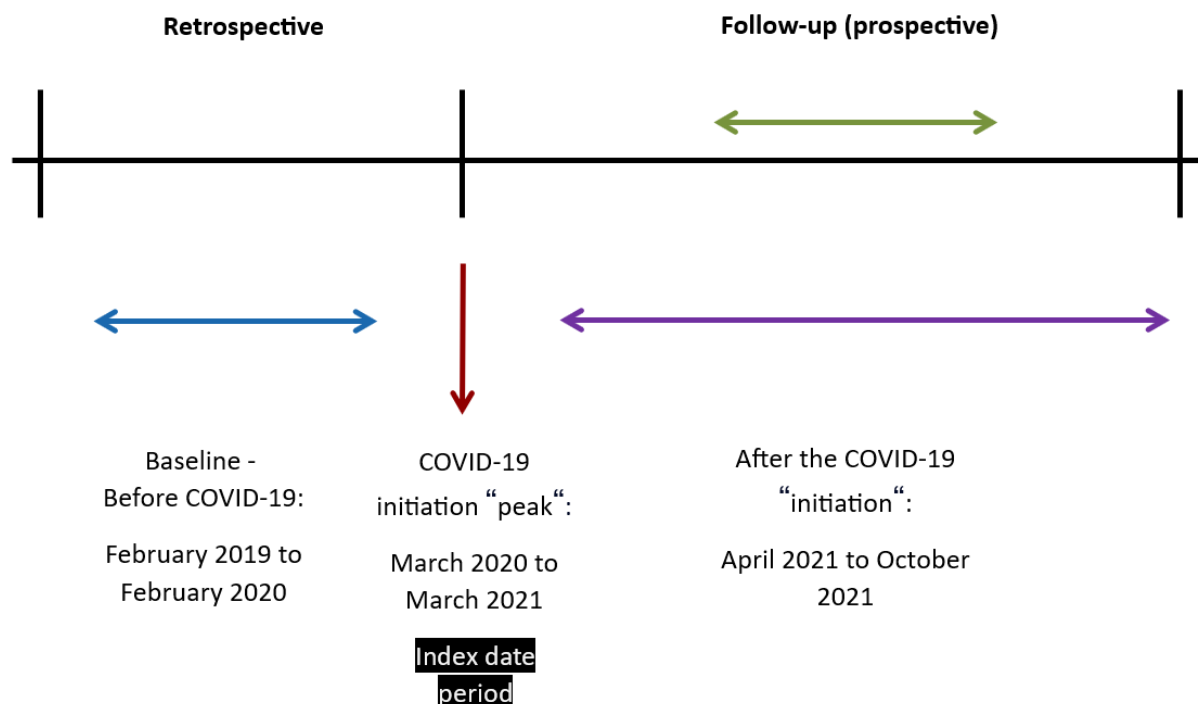 Retrospective
Follow-up (prospective)
Baseline -
Before COVID-19:
February 2019 to
February 2020
COVID-19
initiation “peak“:
March 2020 to
March 2021
Index date
period
After the COVID-19
“initiation“:
April 2021 to October
2021